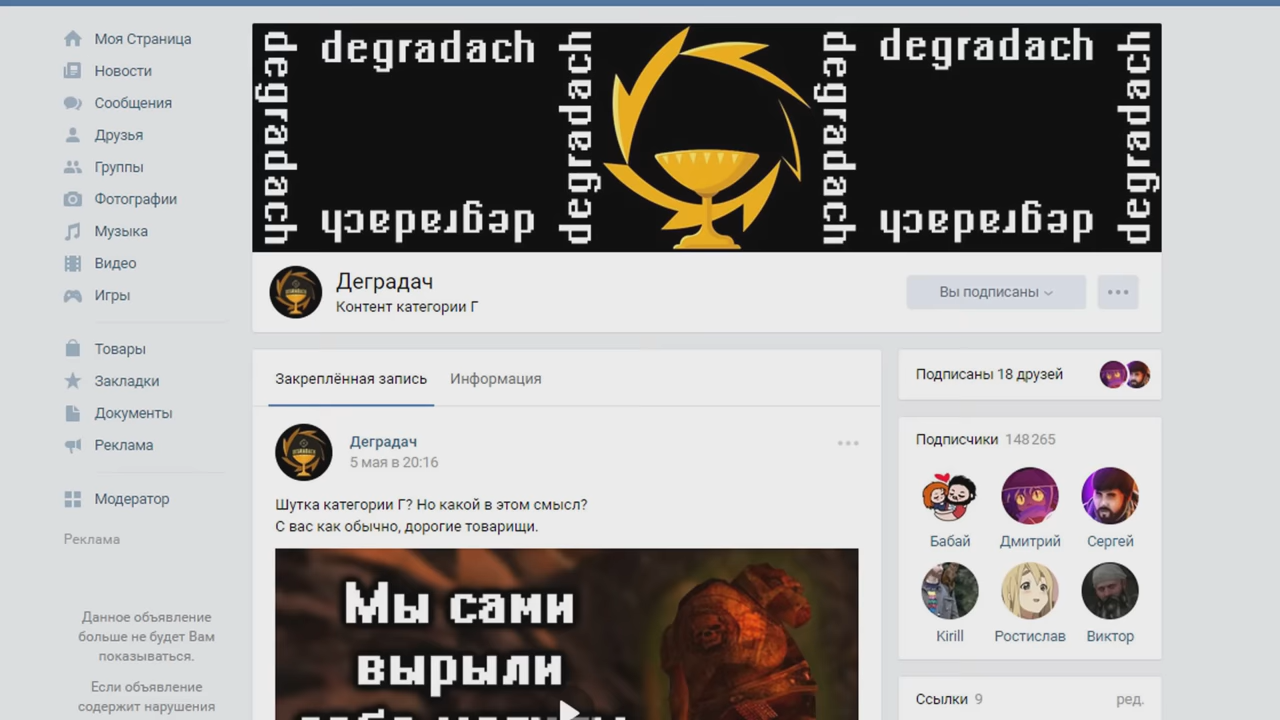 Моя Страница
Новости
Сообщения
Друзья
Группы
Фотографии
Музыка
Видео
Игры
Товары
Закладки
Документы
Реклама
Модератор
Реклама
Данное объявление
больше не будет Вам
показываться.
Если объявление
содержит нарушения
degradach
degradach
degradach
degradach
degradach
degradach
degradach
degradach
Деградач
Контент категории Г
Вы подписаны
Закреплённая запись
Информация
Деградач
5 мая в 20:16
Шутка категории Г? Но какой в этом смысл?
С вас как обычно, дорогие товарищи.
Мы сами
вырыли
Подписаны 18 друзей
Подписчики 148 265
Бабай
Дмитрий
Сергей
Kirill
Ростислав
Виктор
Ссылки 9
ред.